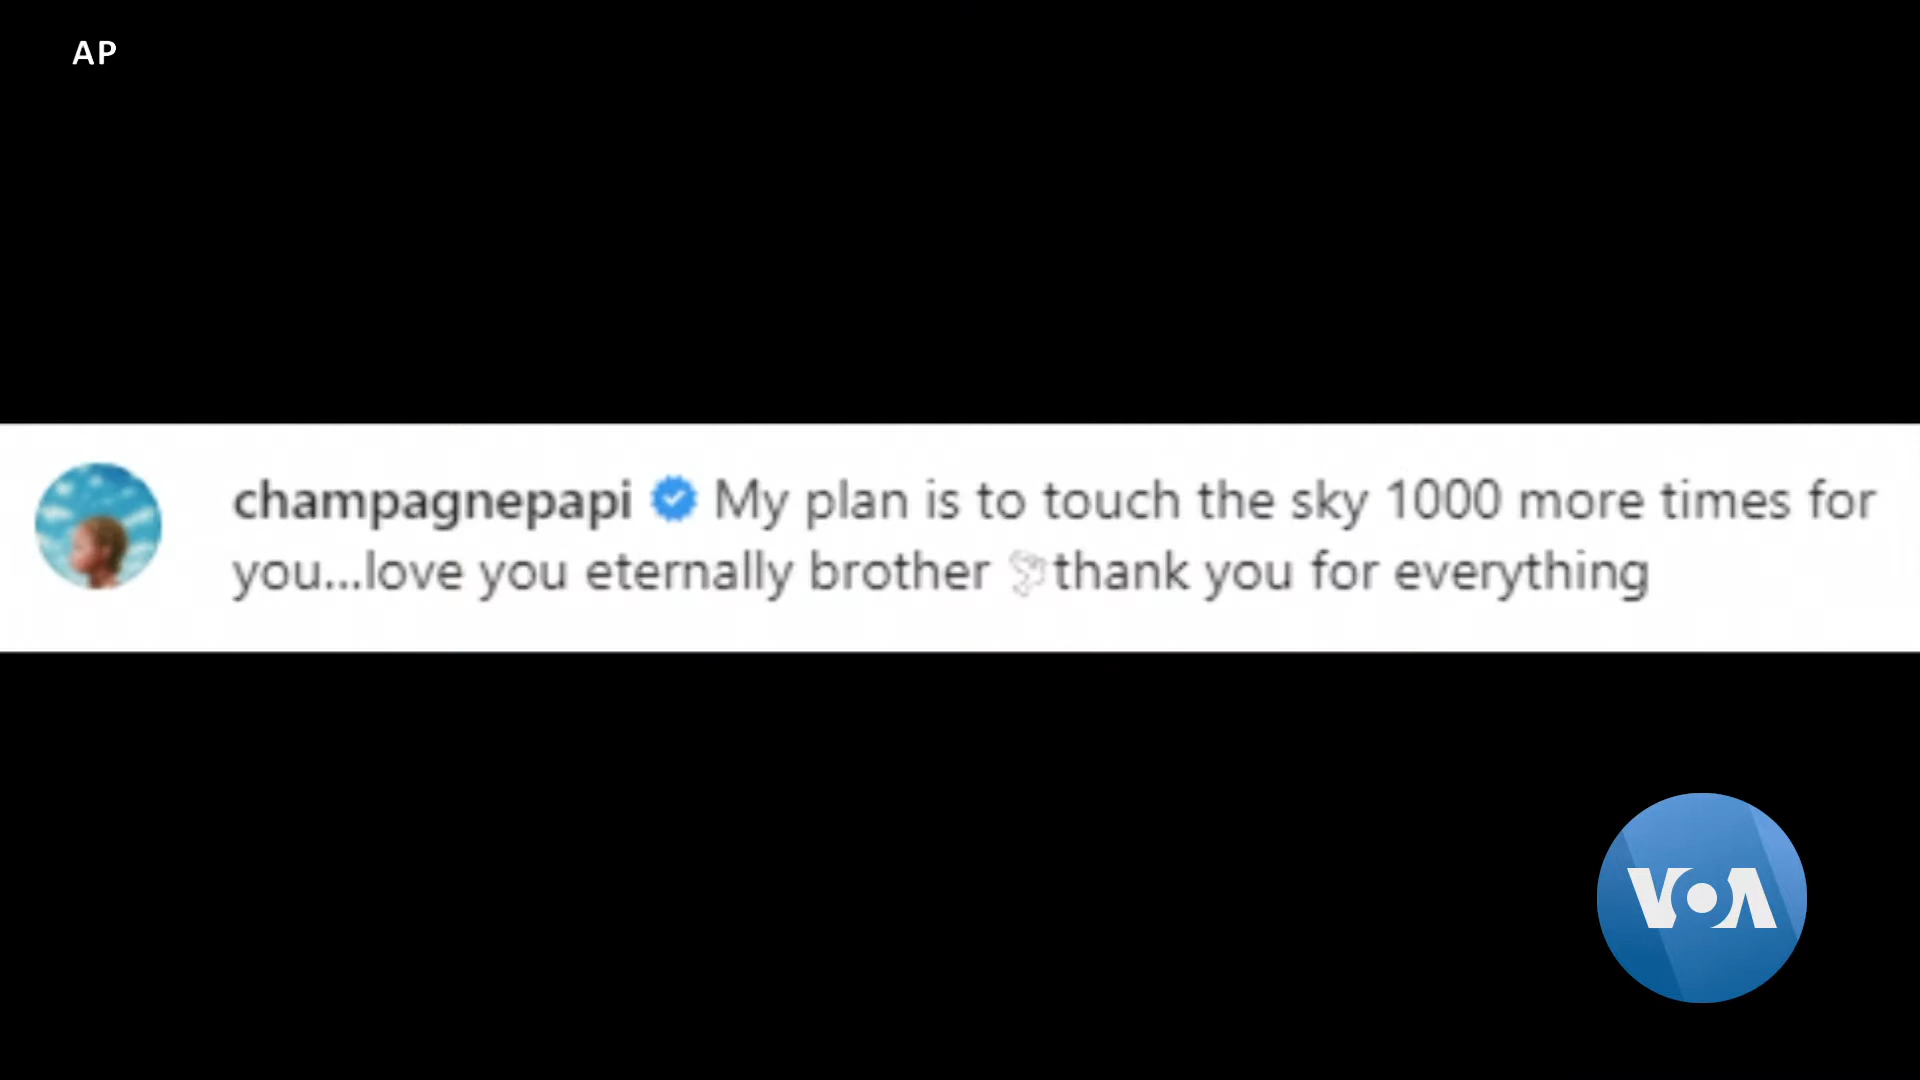 AP
champagnepapi My plan is to touch the sky 1000 more times for
you...love you eternally brother 🕊thank you for everything
VOA